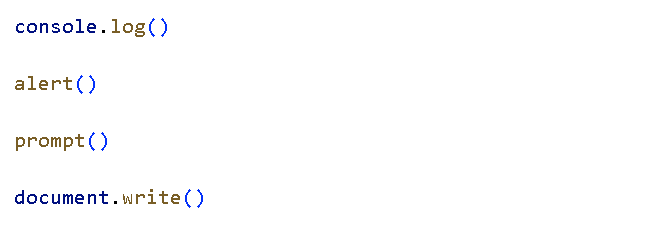 console.log()
alert()
prompt()
document.write()